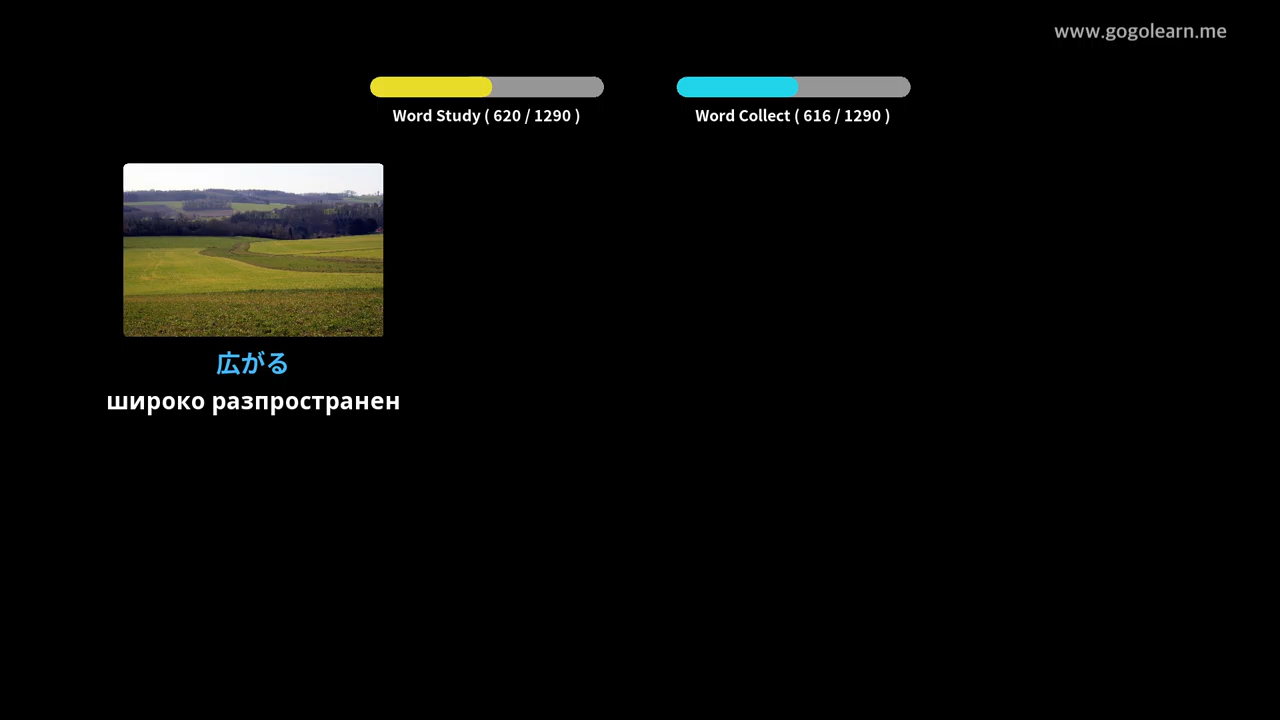 www.gogolearn.me
Word Study ( 620 / 1290 )
Word Collect ( 616 / 1290 )
広がる
широко разпространен